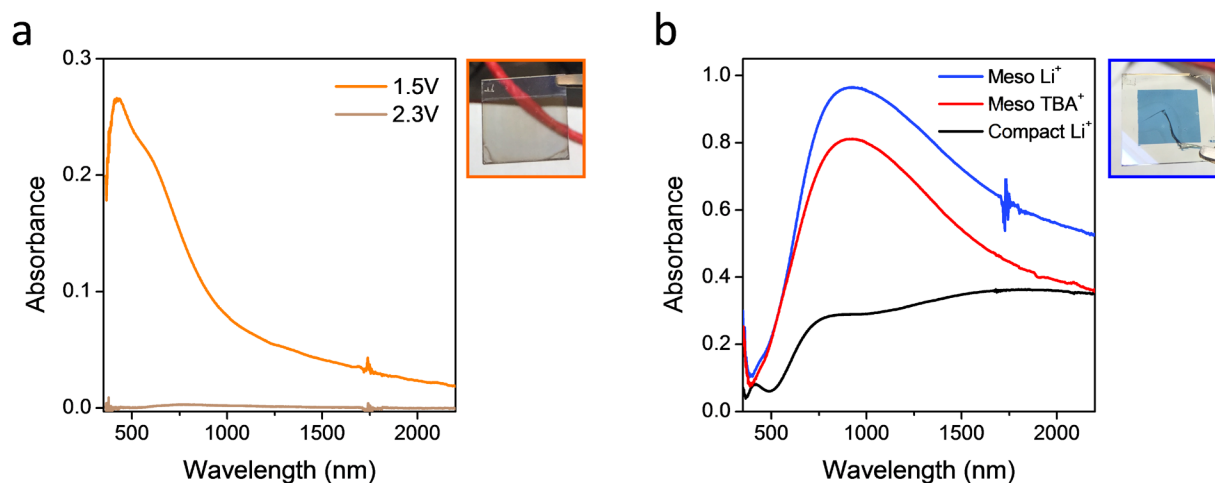 a
0.3
0.2
0.1
0.0
Absorbance
500
1000
1500
2000
Wavelength (nm)
1.5V
2.3V
b
1.0
0.8
0.6
0.4
0.2
0.0
Absorbance
500
1000
1500
2000
Wavelength (nm)
Meso Li⁺
Meso TBA⁺
Compact Li⁺